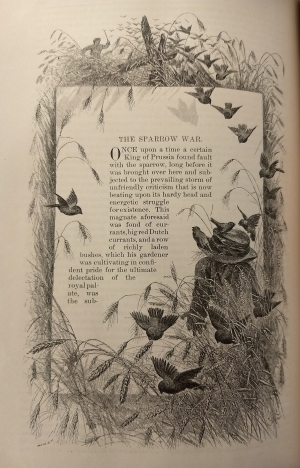 THE SPARROW WAR.
ONCE upon a time a certain
King of Prussia found fault
with the sparrow, long before it
was brought over here and sub-
jected to the prevailing storm of
unfriendly criticism that is now
beating upon its hardy head and
energetic struggle
for existence. This
magnate aforesaid
was fond of cur-
rants, big red Dutch
currants, and a row
of richly laden
bushes, which his gardener
was cultivating in confi-
dent pride for the ultimate
delectation of the
royal pal-
ate, was
the sub-